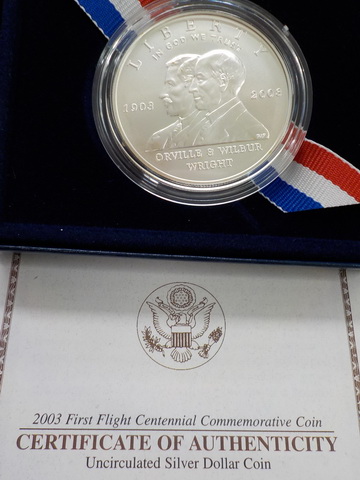 LIBERTY
IN GOD WE TRUST
1903 2003
ORVILLE & WILBUR
WRIGHT
2003 First Flight Centennial Commemorative Coin
CERTIFICATE OF AUTHENTICITY
Uncirculated Silver Dollar Coin